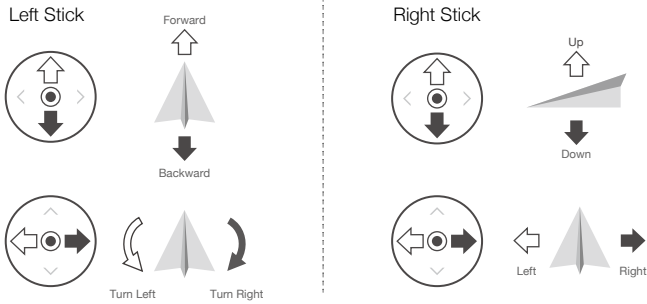 Left Stick
Forward
Backward
Turn Left
Turn Right
Right Stick
Up
Down
Left
Right